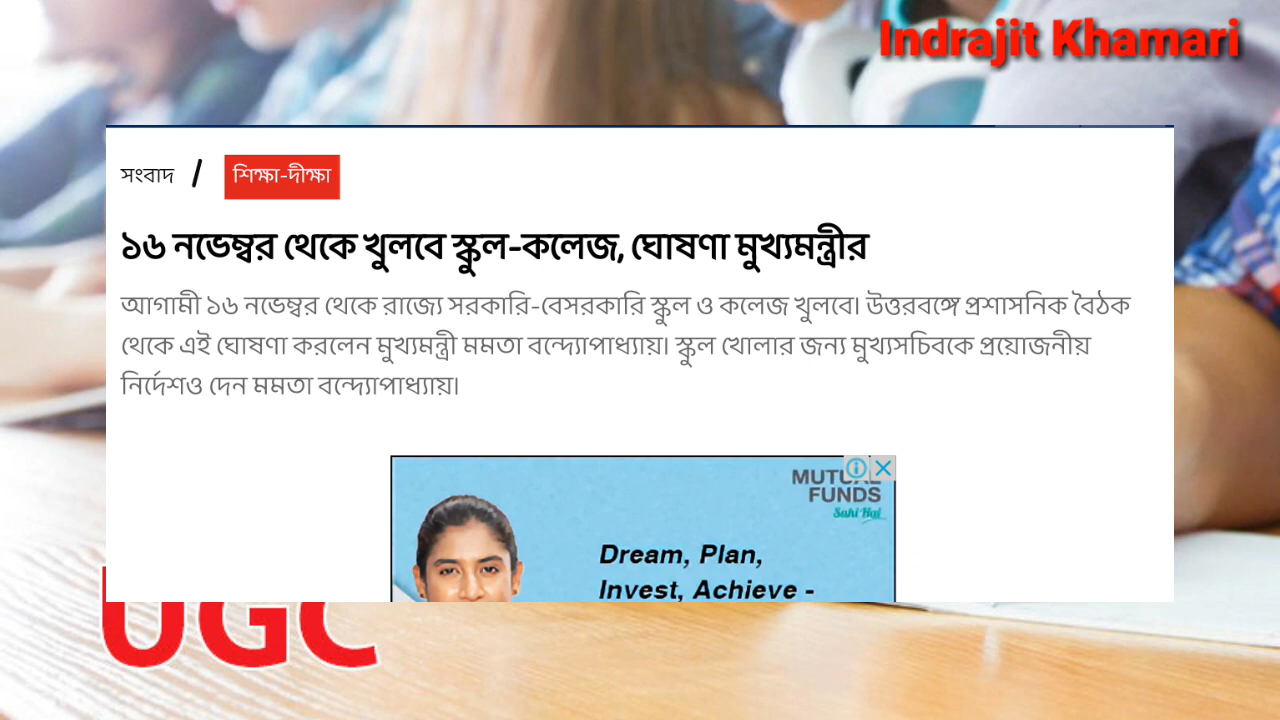 Indrajit Khamari
সংবাদ / শিক্ষা-দীক্ষা
১৬ নভেম্বর থেকে খুলবে স্কুল-কলেজ, ঘোষণা মুখ্যমন্ত্রীর
আগামী ১৬ নভেম্বর থেকে রাজ্যে সরকারি-বেসরকারি স্কুল ও কলেজ খুলবে। উত্তরবঙ্গে প্রশাসনিক বৈঠক
থেকে এই ঘোষণা করলেন মুখ্যমন্ত্রী মমতা বন্দ্যোপাধ্যায়। স্কুল খোলার জন্য মুখ্যসচিবকে প্রয়োজনীয়
নির্দেশও দেন মমতা বন্দ্যোপাধ্যায়।
MUTUAL
FUNDS
Sahi Hai
Dream, Plan,
Invest, Achieve -
UGC